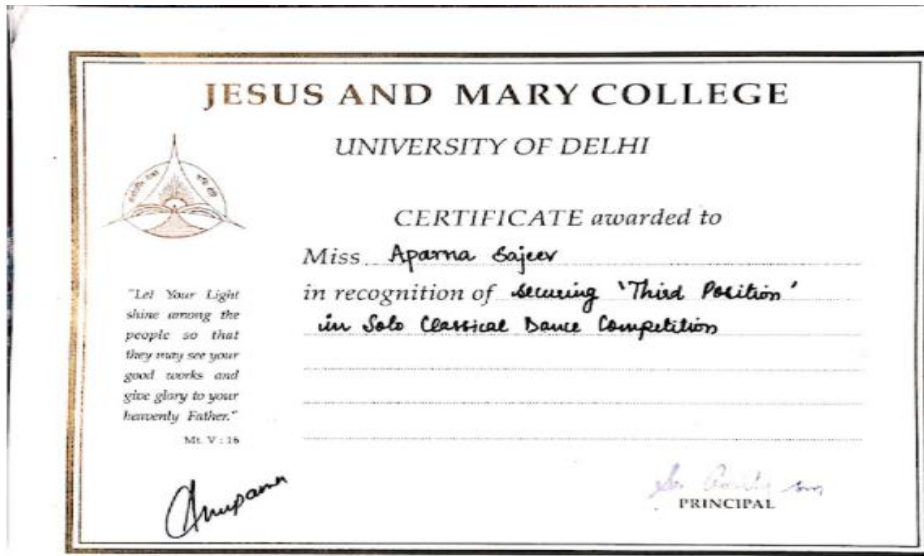 JESUS AND MARY COLLEGE
UNIVERSITY OF DELHI
CERTIFICATE awarded to
Miss Aparna Sajeev
in recognition of securing 'Third Position'
in Solo Classical Dance Competition
"Let Your Light
shine among the
people so that
they may see your
good works and
give glory to your
heavenly Father."
Mt. V : 16
Anupama
PRINCIPAL